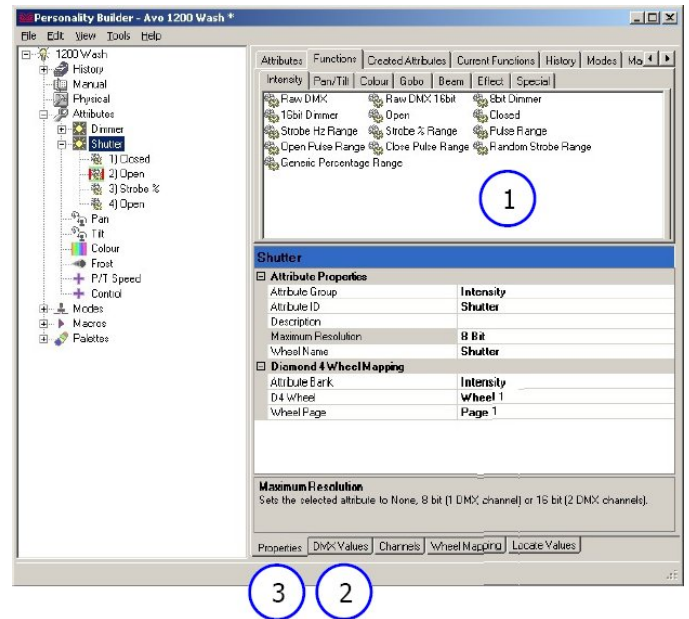 Personality Builder - Avo 1200 Wash *
File Edit View Tools Help
1200 Wash
History
Manual
Physical
Attributes
Dimmer
Shutter
1) Closed
2) Open
3) Strobe %
4) Open
Pan
Tilt
Colour
Frost
P/T Speed
Control
Modes
Macros
Palettes
Attributes Functions Created Attributes Current Functions History Modes Ma
Intensity Pan/Tilt Colour Gobo Beam Effect Special
Raw DMX Raw DMX 16bit 8bit Dimmer
16bit Dimmer Open Closed
Strobe Hz Range Strobe % Range Pulse Range
Open Pulse Range Close Pulse Range Random Strobe Range
Generic Percentage Range
1
Shutter
Attribute Properties
Attribute Group Intensity
Attribute ID Shutter
Description
Maximum Resolution 8 Bit
Wheel Name Shutter
Diamond 4 Wheel Mapping
Attribute Bank Intensity
D4 Wheel Wheel 1
Wheel Page Page 1
Maximum Resolution
Sets the selected attribute to None, 8 bit (1 DMX channel) or 16 bit (2 DMX channels).
Properties DMX Values Channels Wheel Mapping Locate Values
3 2